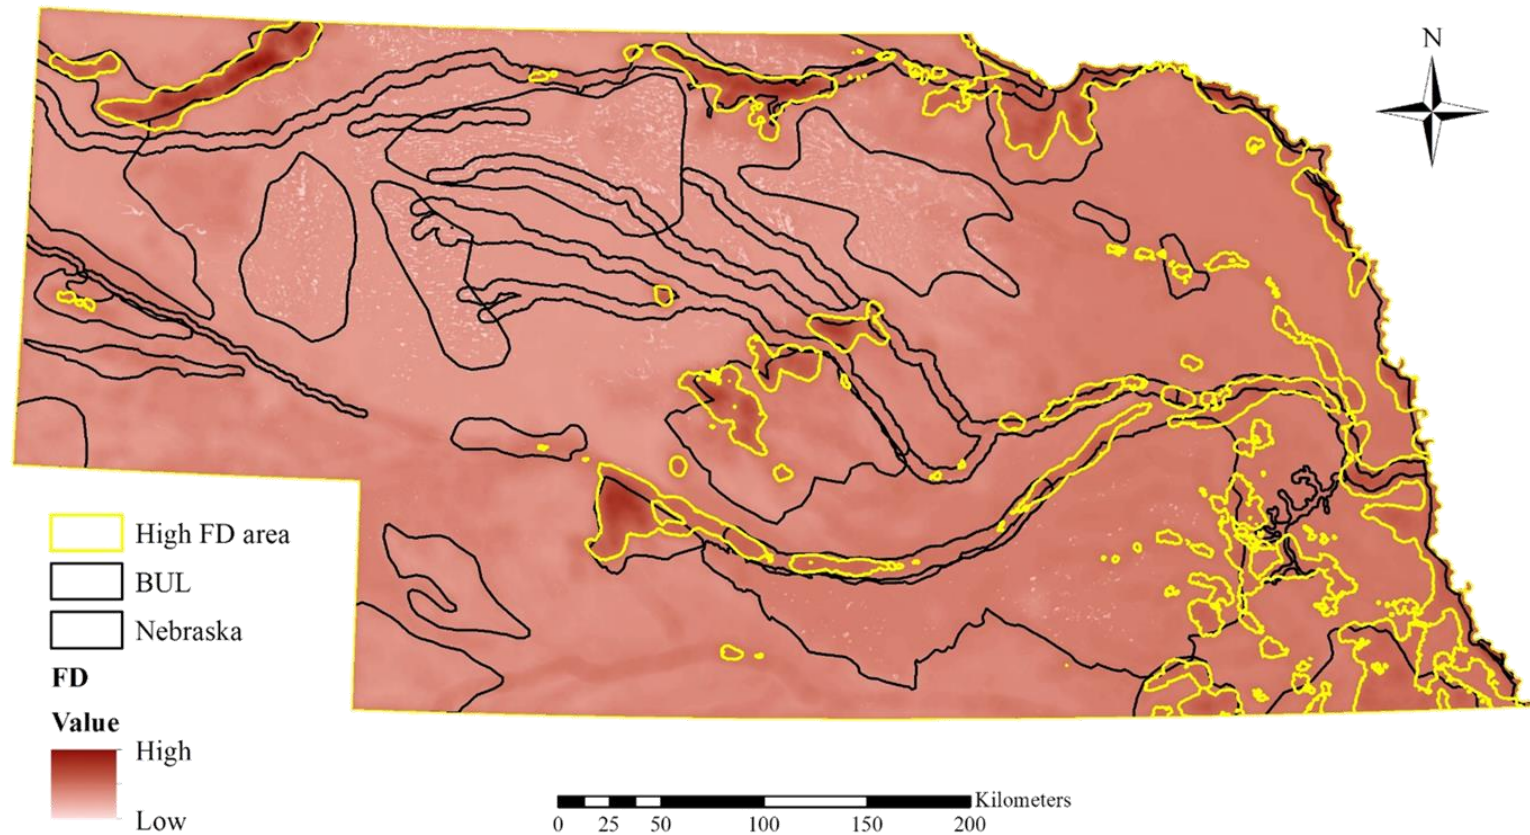 N
High FD area
BUL
Nebraska
FD
Value
High
Low
Kilometers
0 25 50 100 150 200